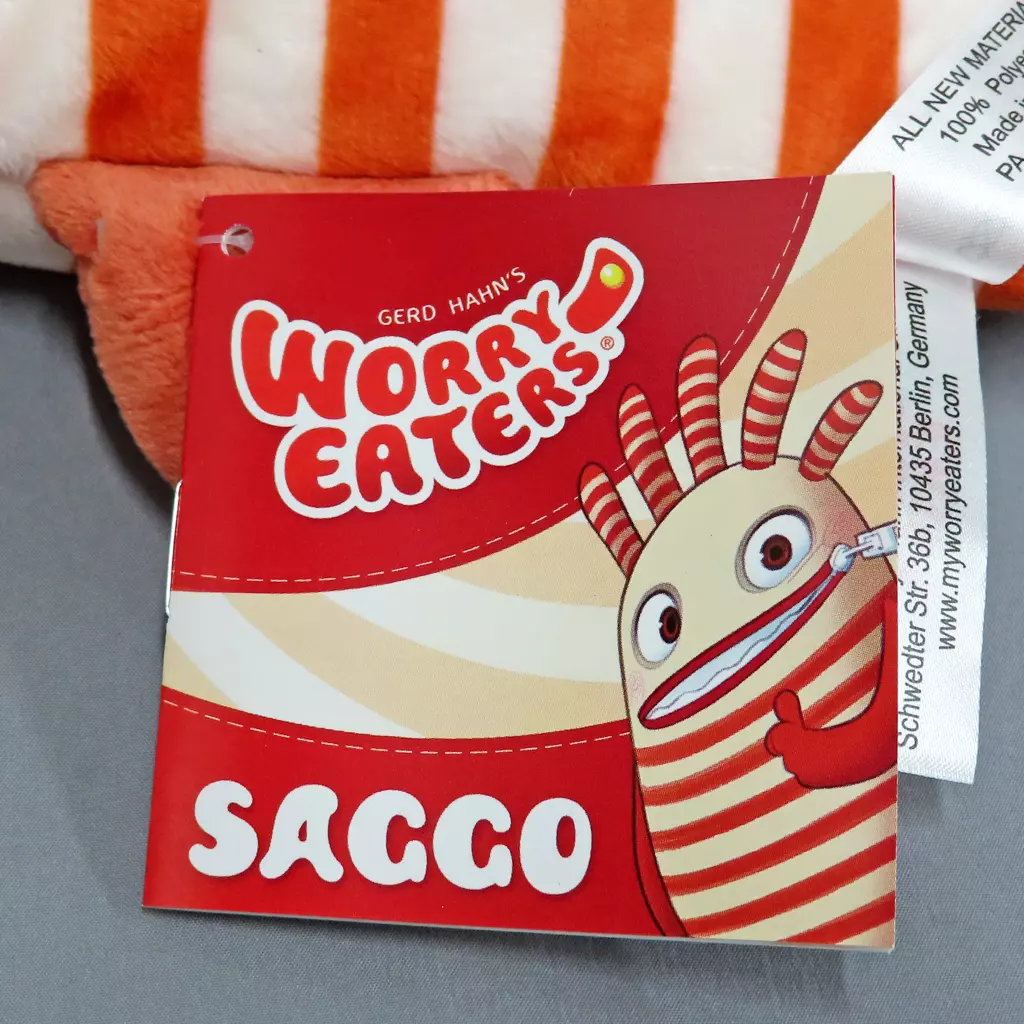 GERD HAHN'S
WORRY
EATERS®
SAGGO
ALL NEW MATERIA
100% Polye
Made i
PA
Schwedter Str. 36b, 10435 Berlin, Germany
www.myworryeaters.com